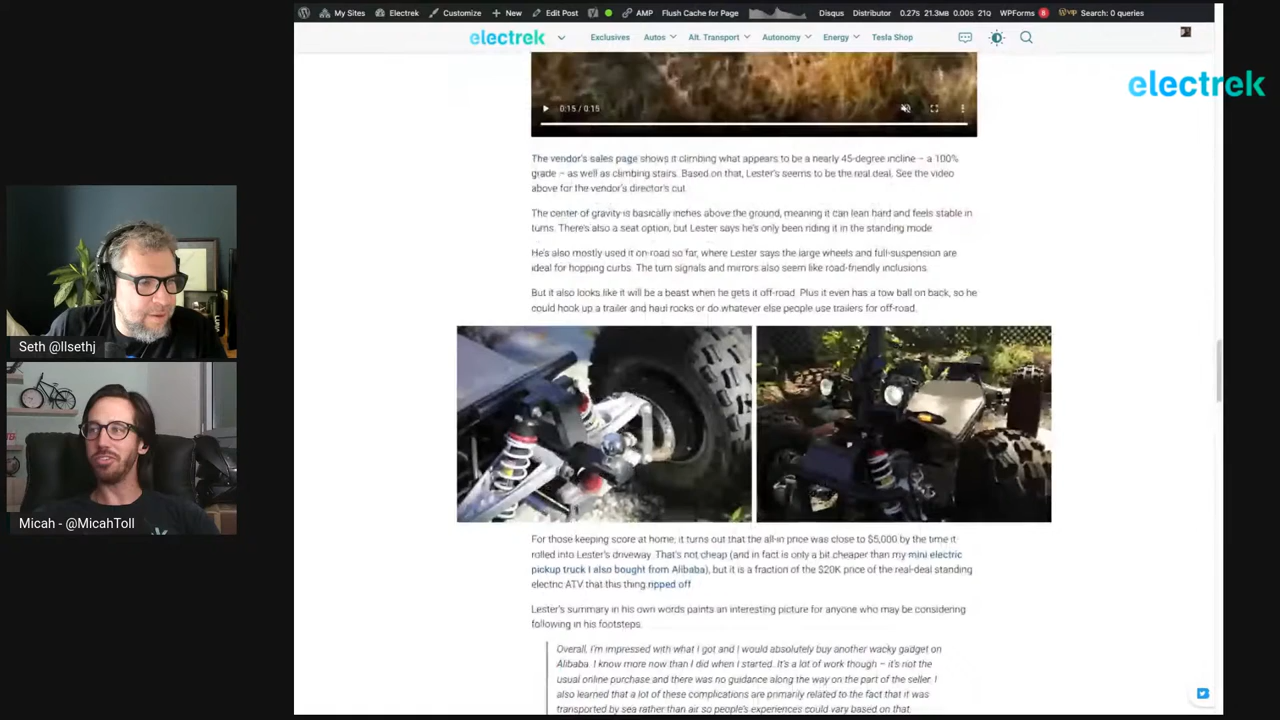 My Sites Electrek Customize New Edit Post AMP Flush Cache for Page Disqus Distributor 0.27s 21.3MB 0.00s 21Q WPForms 6 Search: 0 queries
electrek Exclusives Autos Alt. Transport Autonomy Energy Tesla Shop
electrek
0:15 / 0:15
The vendor's sales page shows it climbing what appears to be a nearly 45-degree incline – a 100%
grade – as well as climbing stairs. Based on that, Lester's seems to be the real deal. See the video
above for the vendor's director's cut.
The center of gravity is basically inches above the ground, meaning it can lean hard and feels stable in
turns. There's also a seat option, but Lester says he's only been riding it in the standing mode.
He's also mostly used it on-road so far, where Lester says the large wheels and full-suspension are
ideal for hopping curbs. The turn signals and mirrors also seem like road-friendly inclusions.
But it also looks like it will be a beast when he gets it off-road. Plus it even has a tow ball on back, so he
could hook up a trailer and haul rocks or do whatever else people use trailers for off-road.
Seth @llsethj
Micah - @MicahToll
For those keeping score at home, it turns out that the all-in price was close to $5,000 by the time it
rolled into Lester's driveway. That's not cheap (and in fact is only a bit cheaper than my mini electric
pickup truck I also bought from Alibaba), but it is a fraction of the $20K price of the real-deal standing
electric ATV that this thing ripped off.
Lester's summary in his own words paints an interesting picture for anyone who may be considering
following in his footsteps.
Overall, I'm impressed with what I got and I would absolutely buy another wacky gadget on
Alibaba. I know more now than I did when I started. It's a lot of work though – it's not the
usual online purchase and there was no guidance along the way on the part of the seller. I
also learned that a lot of these complications are primarily related to the fact that it was
transported by sea rather than air so people's experiences could vary based on that.